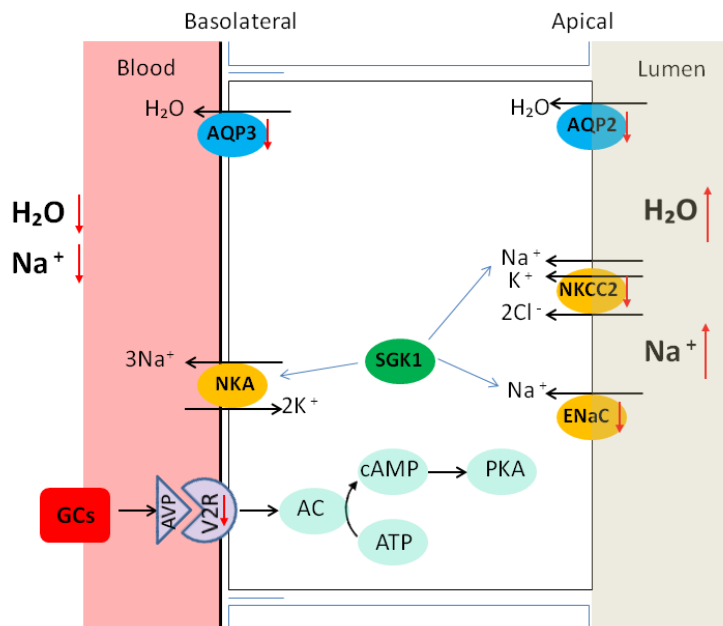 Basolateral
Apical
Blood
Lumen
H₂O
AQP3
H₂O
AQP2
H₂O
Na⁺
H₂O
Na⁺
K⁺
NKCC2
2Cl⁻
Na⁺
3Na⁺
NKA
2K⁺
SGK1
Na⁺
ENaC
GCs
AVP
V2R
AC
cAMP
PKA
ATP